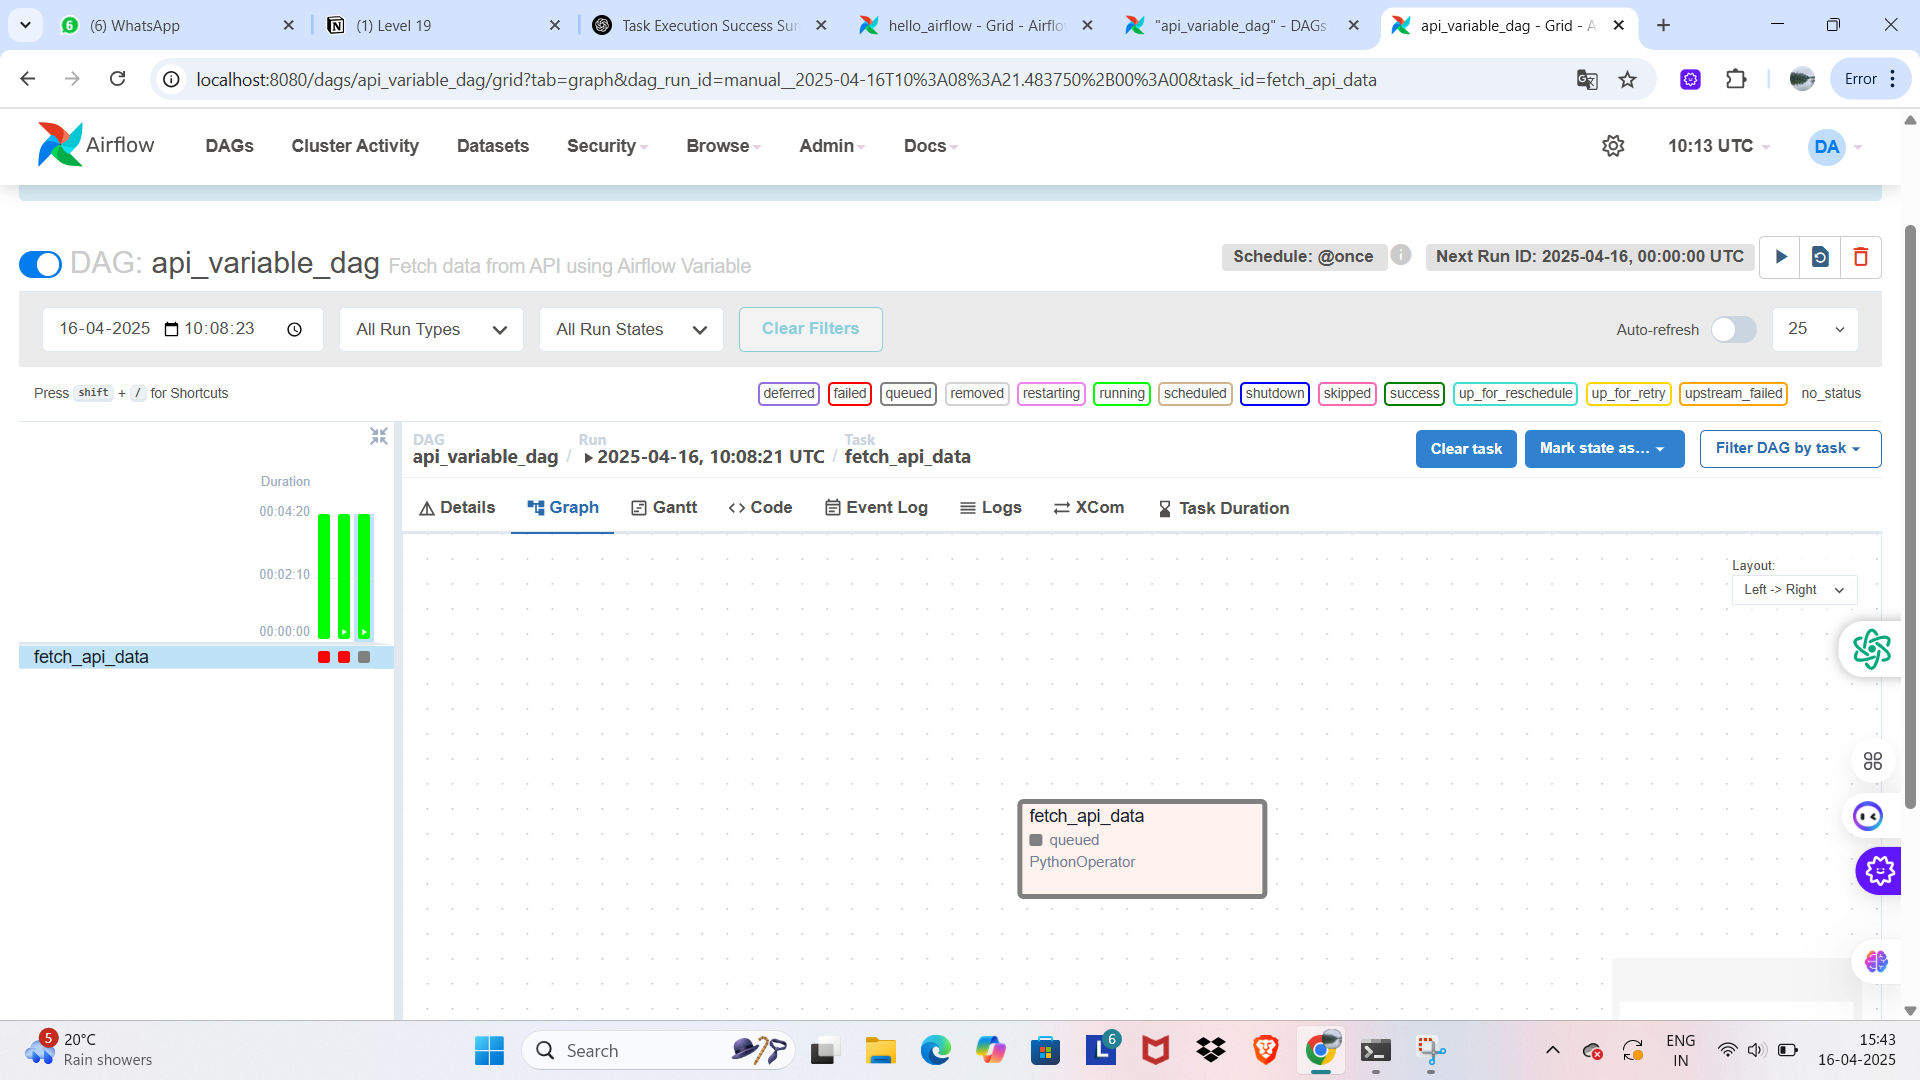 6 (6) WhatsApp
(1) Level 19
Task Execution Success Sum
hello_airflow - Grid - Airflo
"api_variable_dag" - DAGs
api_variable_dag - Grid - A
localhost:8080/dags/api_variable_dag/grid?tab=graph&dag_run_id=manual__2025-04-16T10%3A08%3A21.483750%2B00%3A00&task_id=fetch_api_data
Error
Airflow
DAGs
Cluster Activity
Datasets
Security
Browse
Admin
Docs
10:13 UTC
DA
DAG: api_variable_dag Fetch data from API using Airflow Variable
Schedule: @once
Next Run ID: 2025-04-16, 00:00:00 UTC
16-04-2025 10:08:23
All Run Types
All Run States
Clear Filters
Auto-refresh
25
Press shift + / for Shortcuts
deferred failed queued removed restarting running scheduled shutdown skipped success up_for_reschedule up_for_retry upstream_failed no_status
DAG
api_variable_dag
/
Run
2025-04-16, 10:08:21 UTC
/
Task
fetch_api_data
Clear task
Mark state as…
Filter DAG by task
Details
Graph
Gantt
Code
Event Log
Logs
XCom
Task Duration
Duration
00:04:20
00:02:10
00:00:00
fetch_api_data
Layout:
Left -> Right
fetch_api_data
queued
PythonOperator
5
20°C
Rain showers
Search
L 6
ENG
IN
15:43
16-04-2025